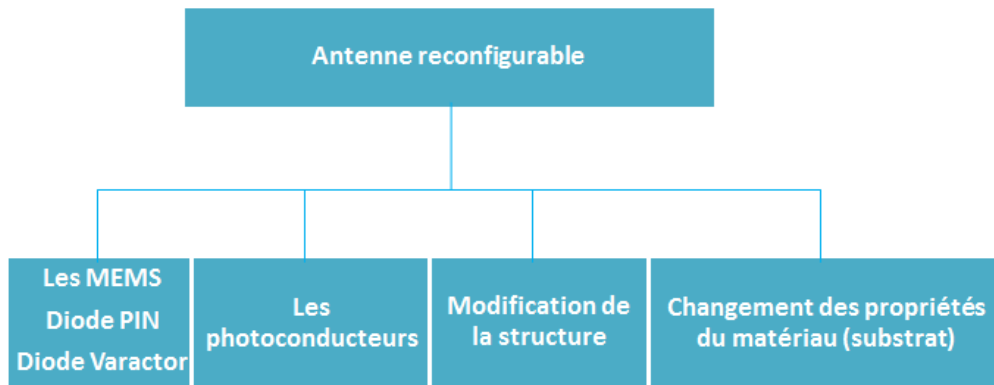 Antenne reconfigurable
Les MEMS
Diode PIN
Diode Varactor
Les
photoconducteurs
Modification de
la structure
Changement des propriétés
du matériau (substrat)